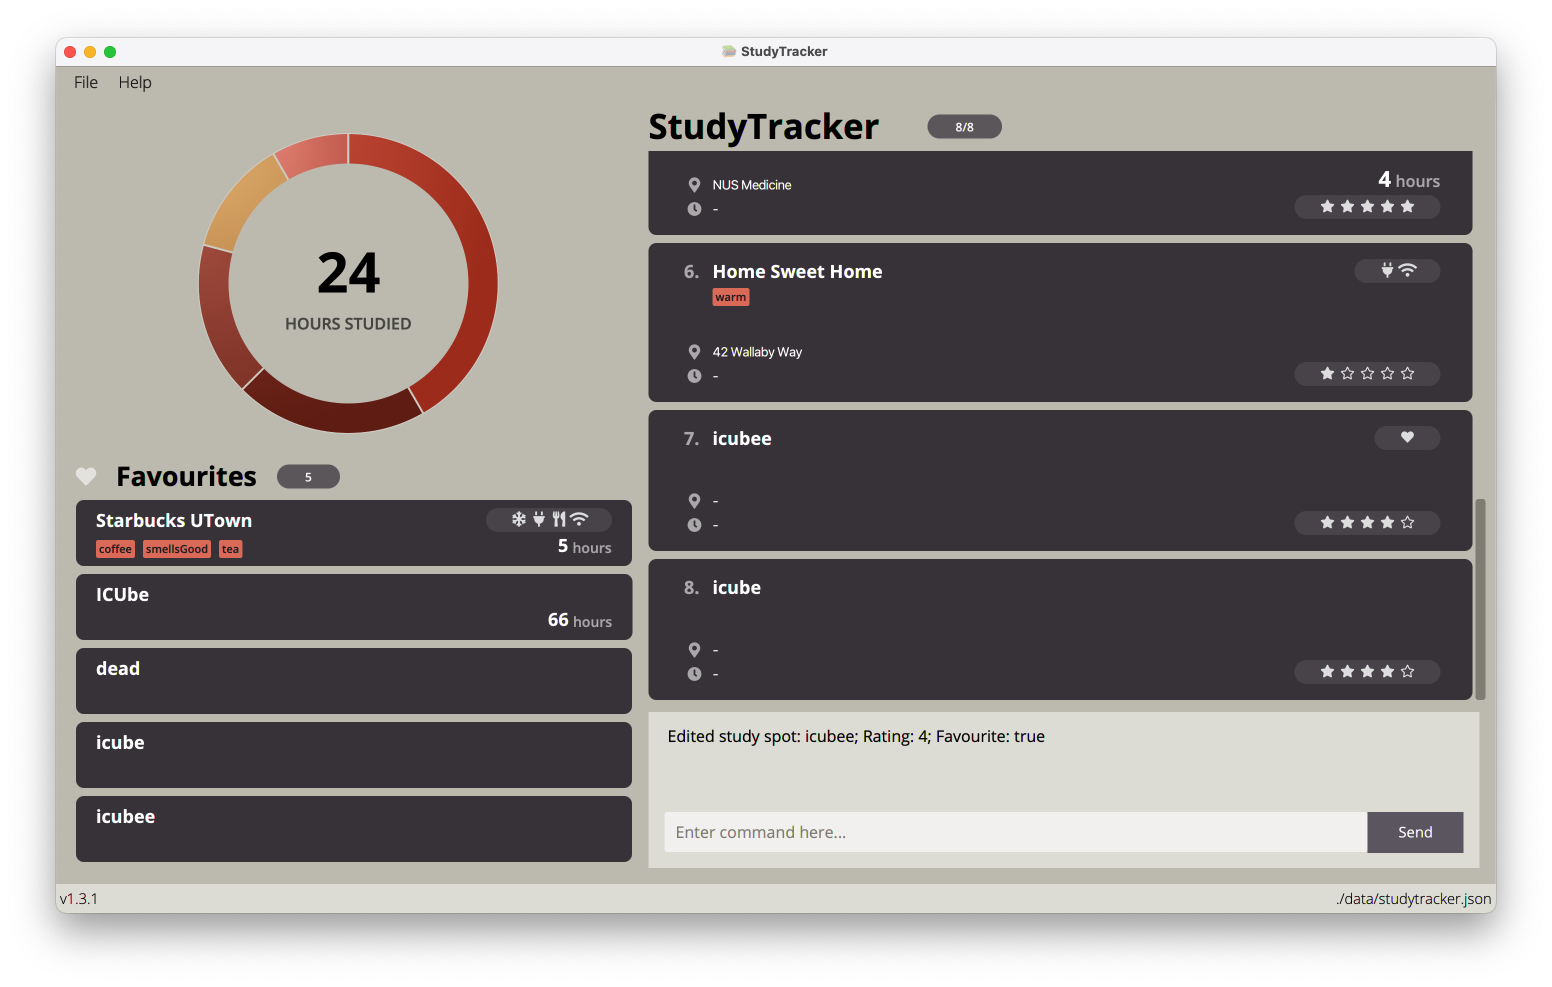 StudyTracker
File Help
24
HOURS STUDIED
Favourites 5
Starbucks UTown
coffee smellsGood tea 5 hours
ICUbe
66 hours
dead
icube
icubee
StudyTracker 8/8
NUS Medicine 4 hours
-
6. Home Sweet Home
warm
42 Wallaby Way
-
7. icubee
-
-
8. icube
-
-
Edited study spot: icubee; Rating: 4; Favourite: true
Enter command here... Send
v1.3.1 ./data/studytracker.json